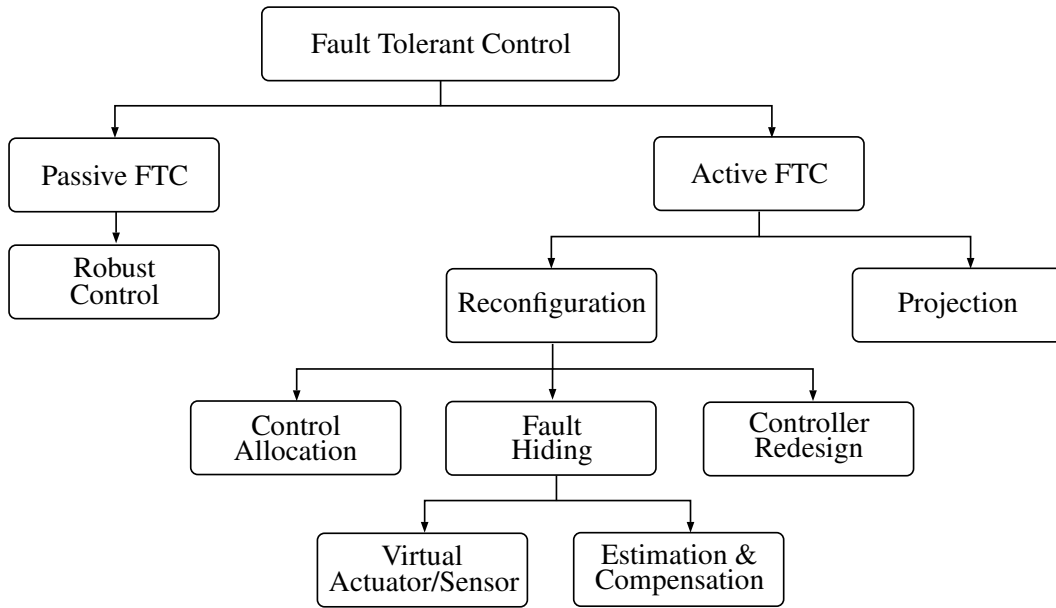 Fault Tolerant Control
Passive FTC
Active FTC
Robust
Control
Reconfiguration
Projection
Control
Allocation
Fault
Hiding
Controller
Redesign
Virtual
Actuator/Sensor
Estimation &
Compensation